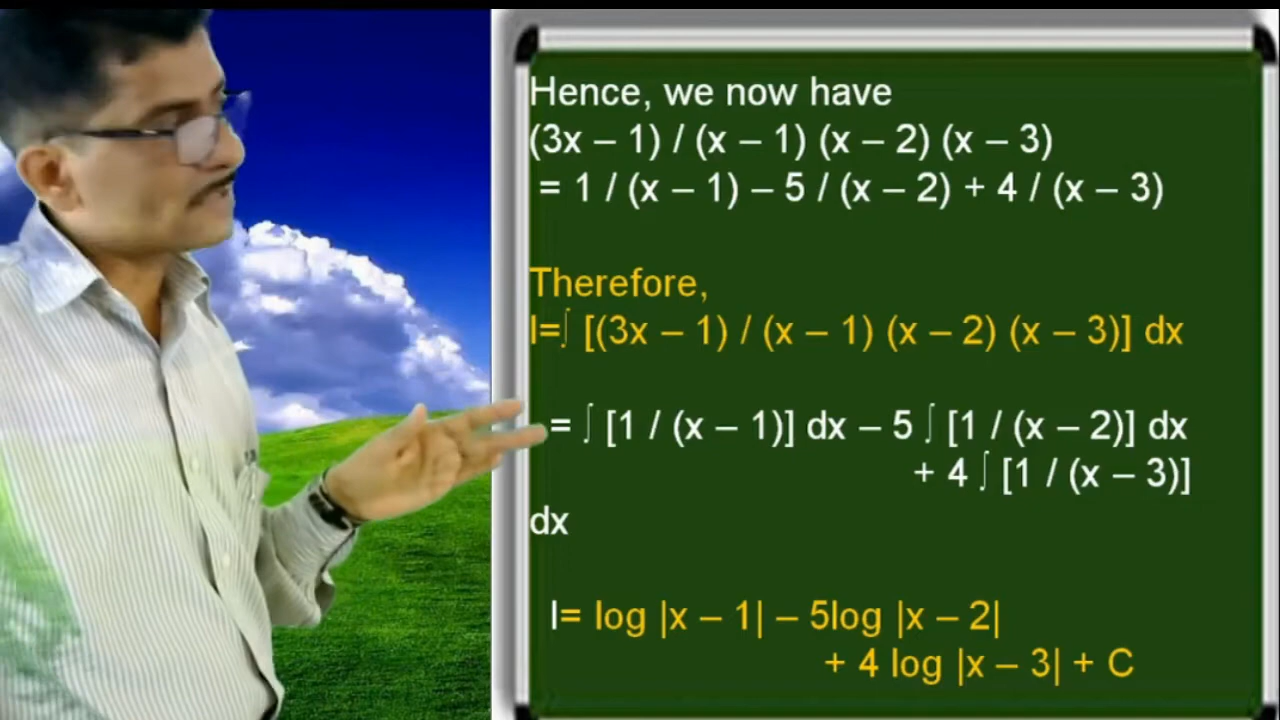 Hence, we now have
(3x – 1) / (x – 1) (x – 2) (x – 3)
= 1 / (x – 1) – 5 / (x – 2) + 4 / (x – 3)
Therefore,
I=∫ [(3x – 1) / (x – 1) (x – 2) (x – 3)] dx
= ∫ [1 / (x – 1)] dx – 5 ∫ [1 / (x – 2)] dx
+ 4 ∫ [1 / (x – 3)]
dx
I= log |x – 1| – 5log |x – 2|
+ 4 log |x – 3| + C